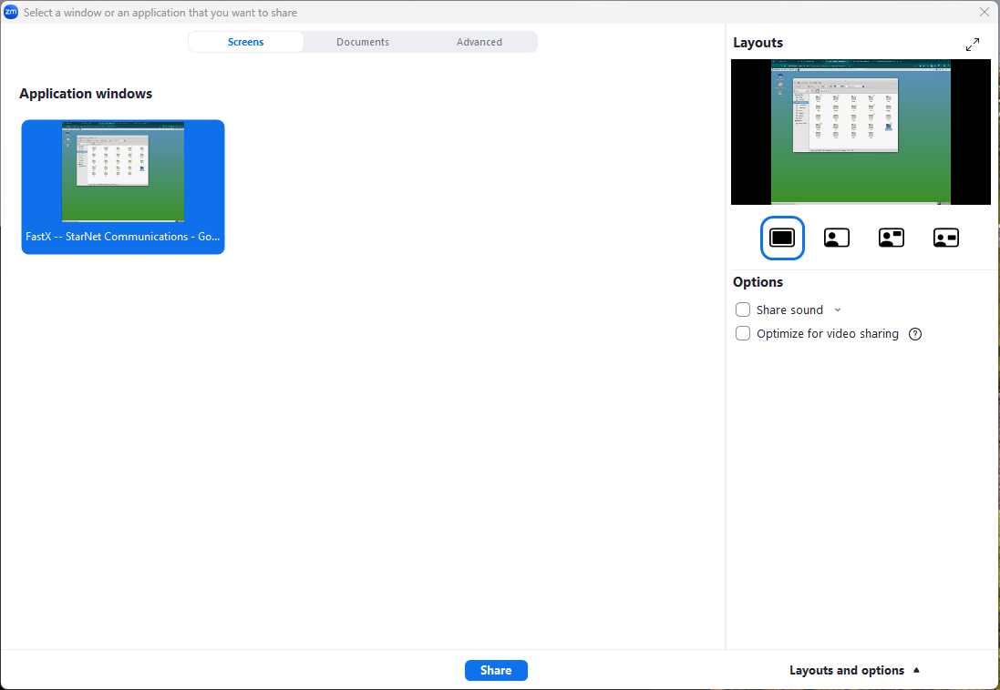 zm Select a window or an application that you want to share
Screens Documents Advanced
Application windows
FastX -- StarNet Communications - Go...
Layouts
Options
Share sound
Optimize for video sharing ?
Share
Layouts and options